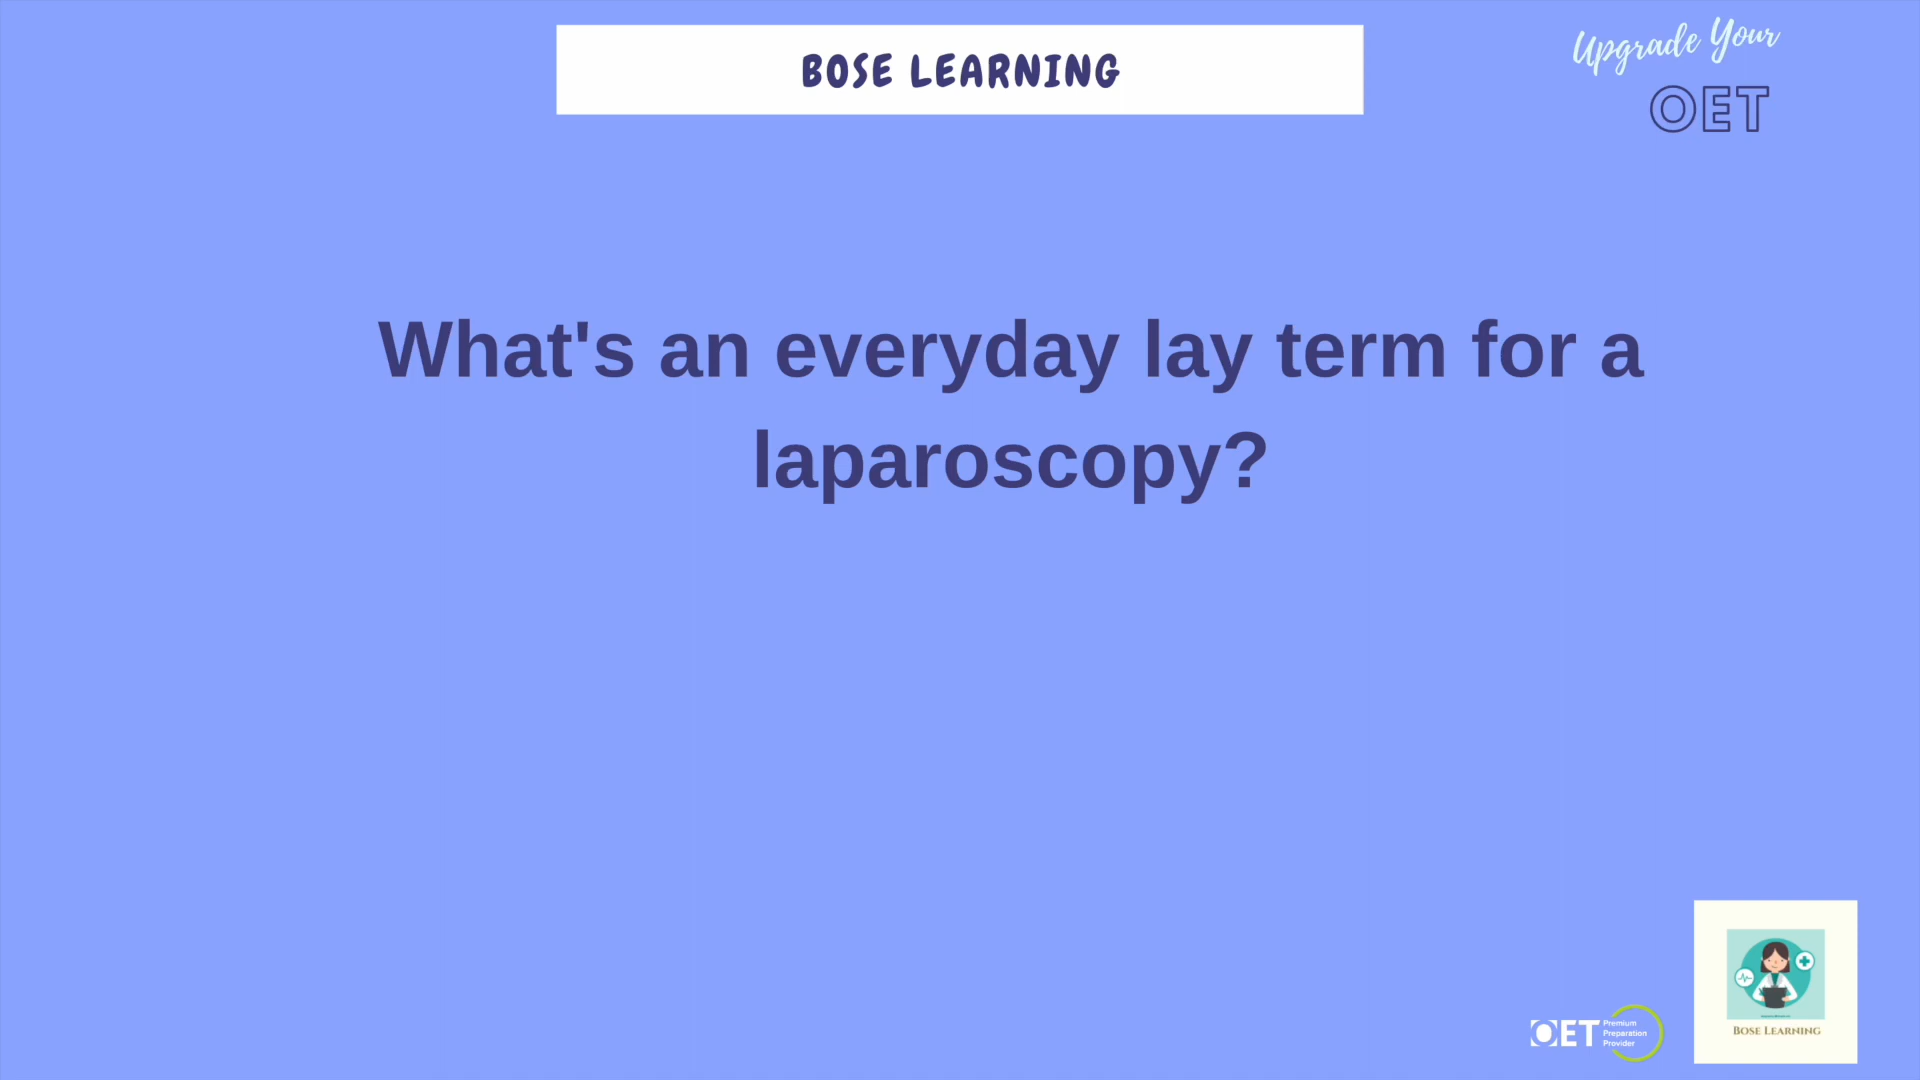 BOSE LEARNING
Upgrade Your
OET
What's an everyday lay term for a
laparoscopy?
OET
Premium
Preparation
Provider
BOSE LEARNING